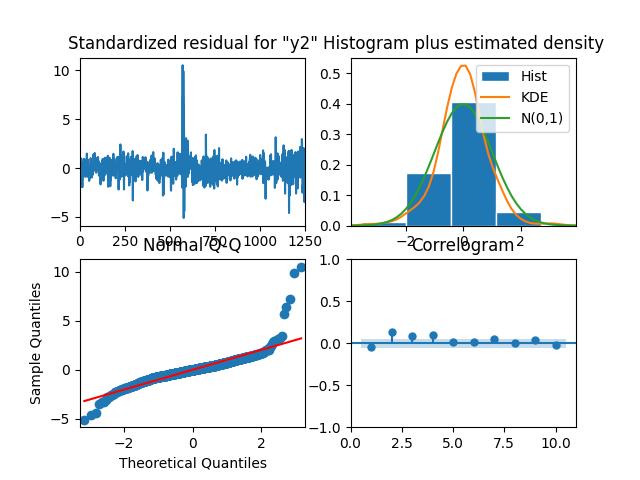 Standardized residual for "y2"
Histogram plus estimated density
10
5
0
−5
0 250 500 750 1000 1250
0.5
0.4
0.3
0.2
0.1
0.0
−2 0 2
Hist
KDE
N(0,1)
Normal Q-Q
Correlogram
Sample Quantiles
10
5
0
−5
−2 0 2
Theoretical Quantiles
1.0
0.5
0.0
−0.5
−1.0
0.0 2.5 5.0 7.5 10.0